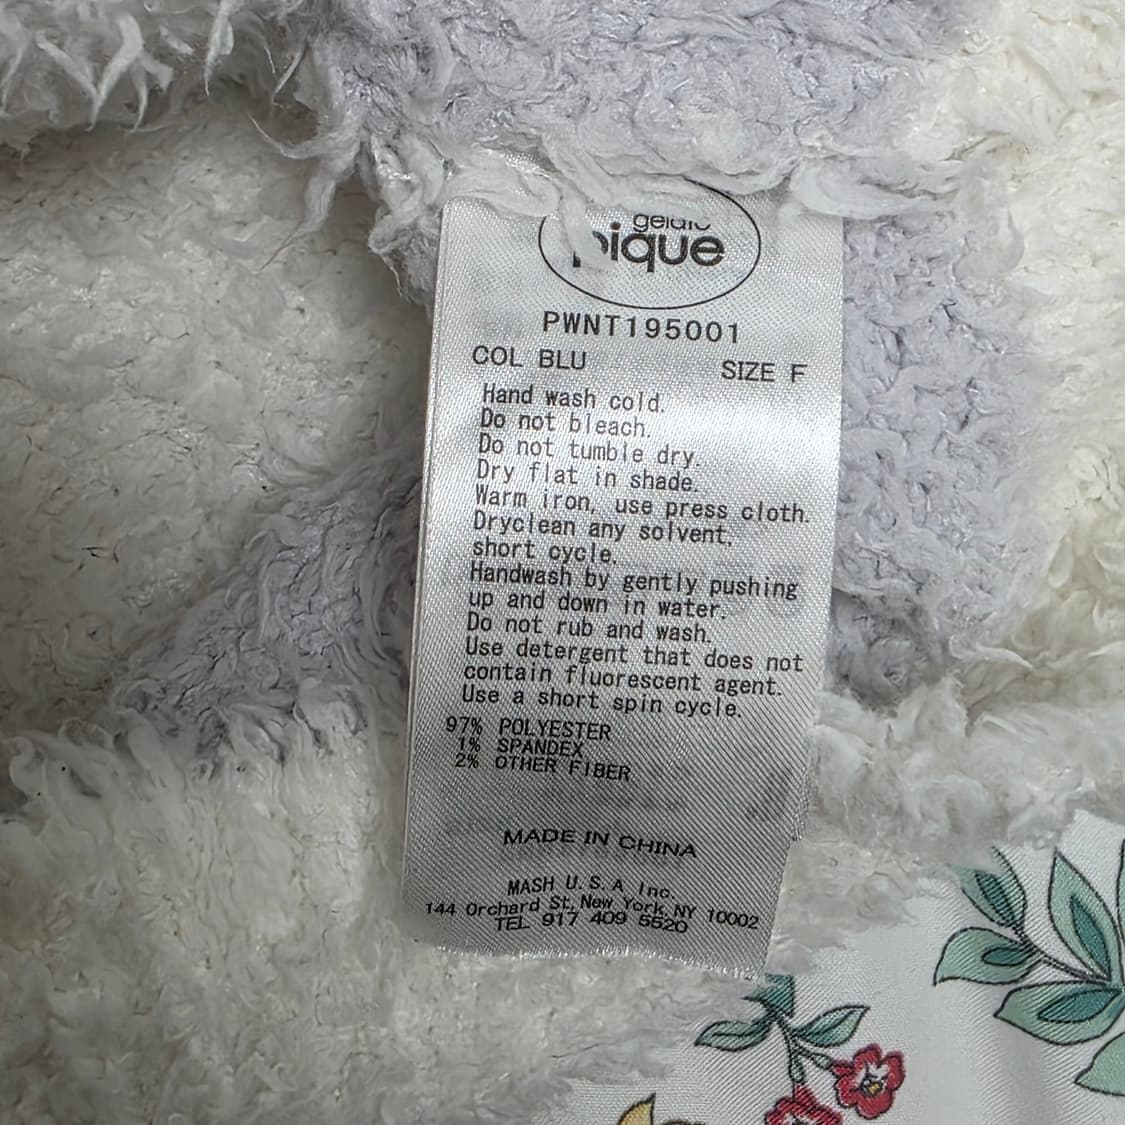 gelato
pique
PWNT195001
COL BLU SIZE F
Hand wash cold.
Do not bleach.
Do not tumble dry.
Dry flat in shade.
Warm iron, use press cloth.
Dryclean any solvent.
short cycle.
Handwash by gently pushing
up and down in water.
Do not rub and wash.
Use detergent that does not
contain fluorescent agent.
Use a short spin cycle.
97% POLYESTER
1% SPANDEX
2% OTHER FIBER
MADE IN CHINA
MASH U.S.A Inc.
144 Orchard St, New York, NY 10002
TEL 917 409 5520